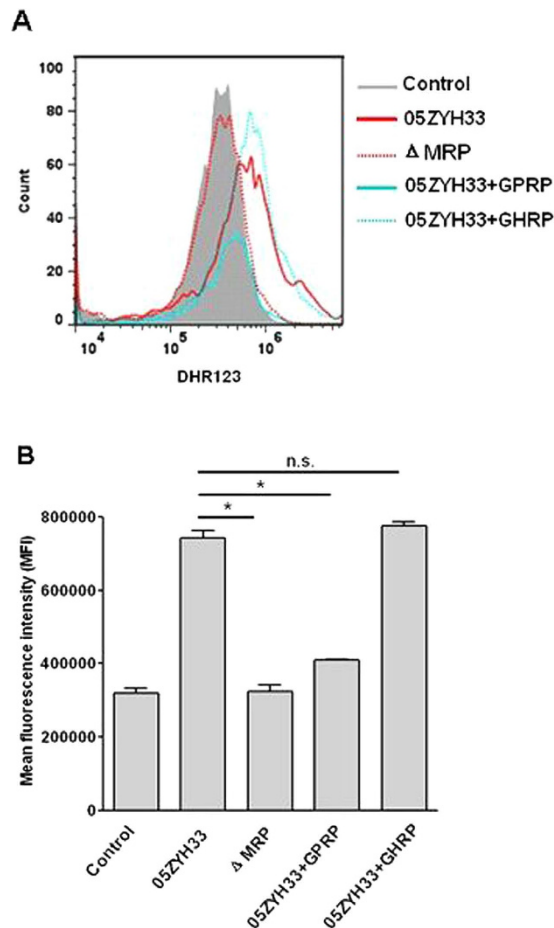 A
100
80
60
40
20
0
Count
10^4
10^5
10^6
DHR123
Control
05ZYH33
Δ MRP
05ZYH33+GPRP
05ZYH33+GHRP
B
n.s.
*
*
Mean fluorescence intensity (MFI)
800000
600000
400000
200000
0
Control
05ZYH33
Δ MRP
05ZYH33+GPRP
05ZYH33+GHRP